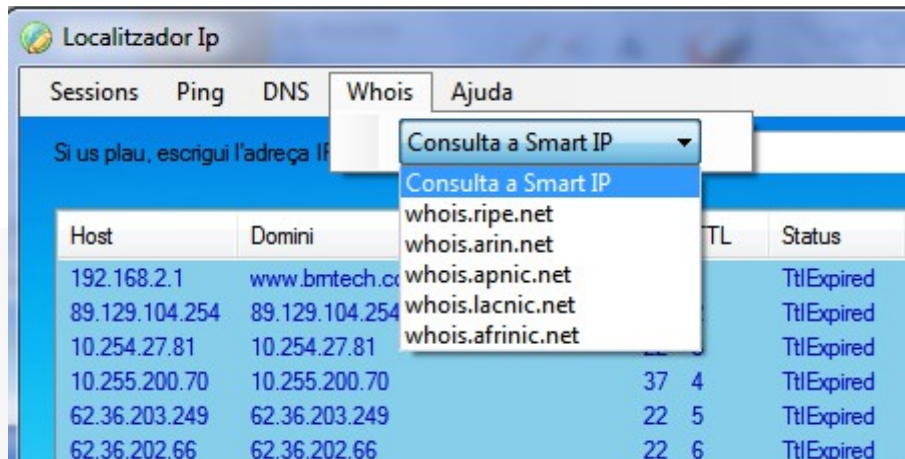 Localitzador Ip
Sessions Ping DNS Whois Ajuda
Si us plau, escrigui l'adreça
Consulta a Smart IP
Consulta a Smart IP
whois.ripe.net
whois.arin.net
whois.apnic.net
whois.lacnic.net
whois.afrinic.net
Host Domini TL Status
192.168.2.1 TtlExpired
89.129.104.254 89.129.104.254 TtlExpired
10.254.27.81 10.254.27.81 TtlExpired
10.255.200.70 10.255.200.70 37 4 TtlExpired
62.36.203.249 62.36.203.249 22 5 TtlExpired
62.36.202.66 62.36.202.66 22 6 TtlExpired